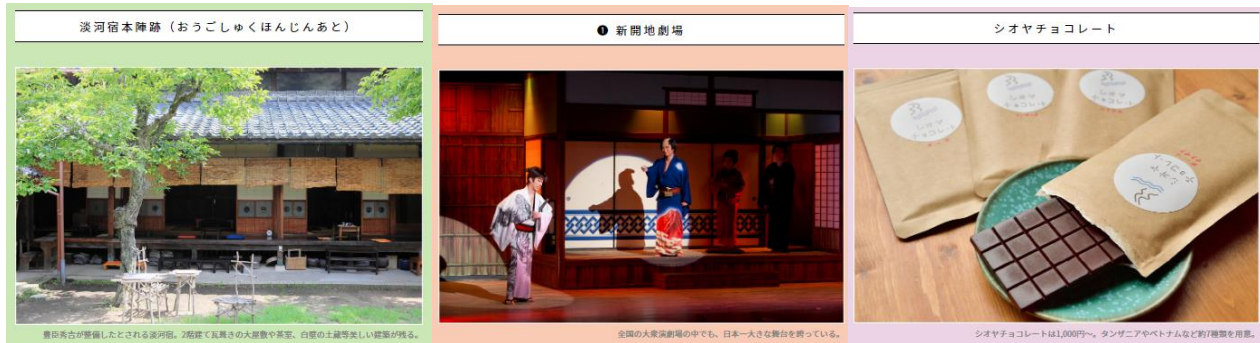 淡河宿本陣跡（おうごしゅくほんじんあと）
豊臣秀吉が整備したとされる淡河宿。2階建て瓦葺きの大屋敷や茶室、白壁の土蔵等美しい建築が残る。
❶ 新開地劇場
全国の大衆演劇場の中でも、日本一大きな舞台を誇っている。
シオヤチョコレート
シオヤチョコレートは1,000円〜。タンザニアやベトナムなど約7種類を用意。